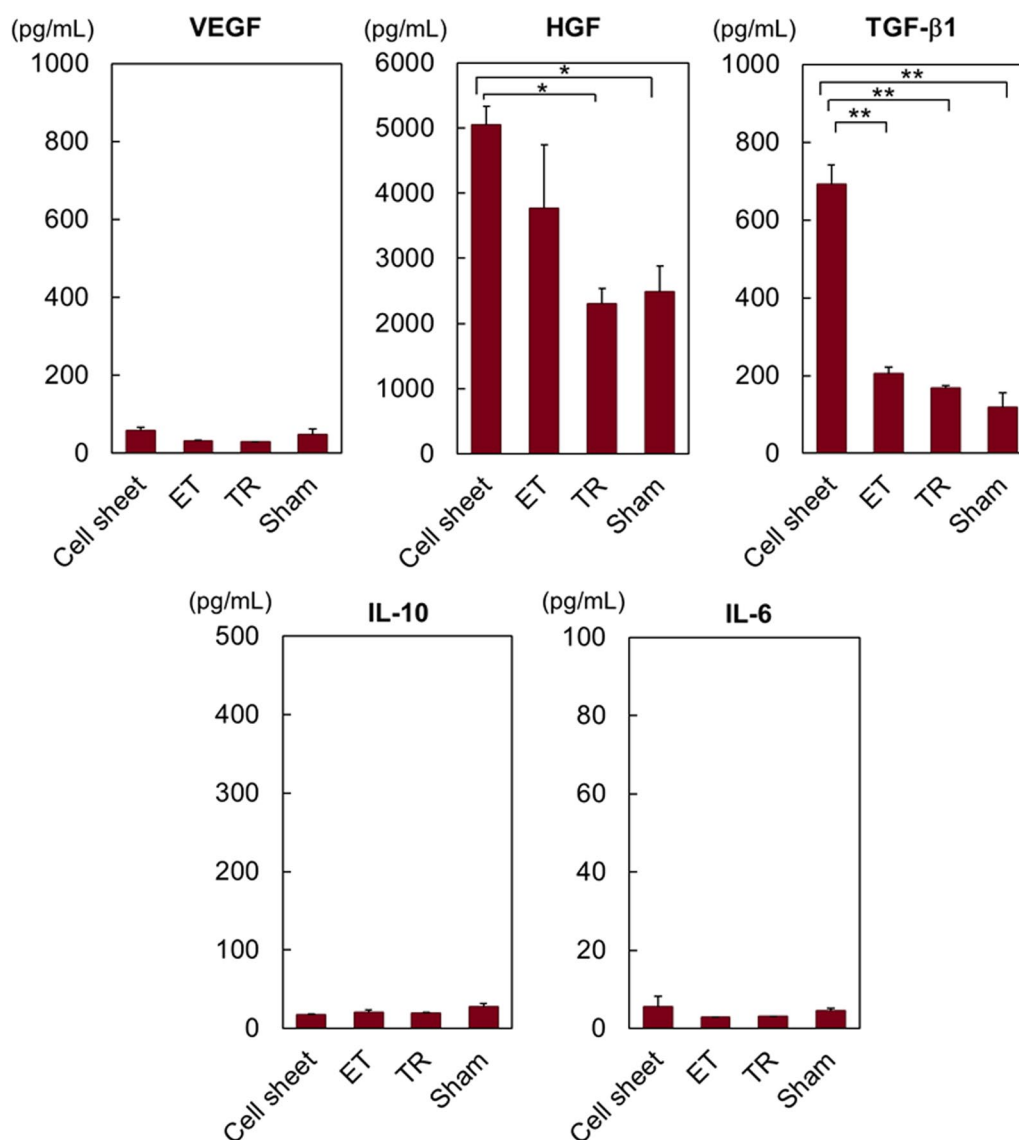 (pg/mL) VEGF
1000
800
600
400
200
0
Cell sheet
ET
TR
Sham
(pg/mL) HGF
6000
5000
4000
3000
2000
1000
0
*
*
Cell sheet
ET
TR
Sham
(pg/mL) TGF-β1
1000
800
600
400
200
0
**
**
**
Cell sheet
ET
TR
Sham
(pg/mL) IL-10
500
400
300
200
100
0
Cell sheet
ET
TR
Sham
(pg/mL) IL-6
100
80
60
40
20
0
Cell sheet
ET
TR
Sham